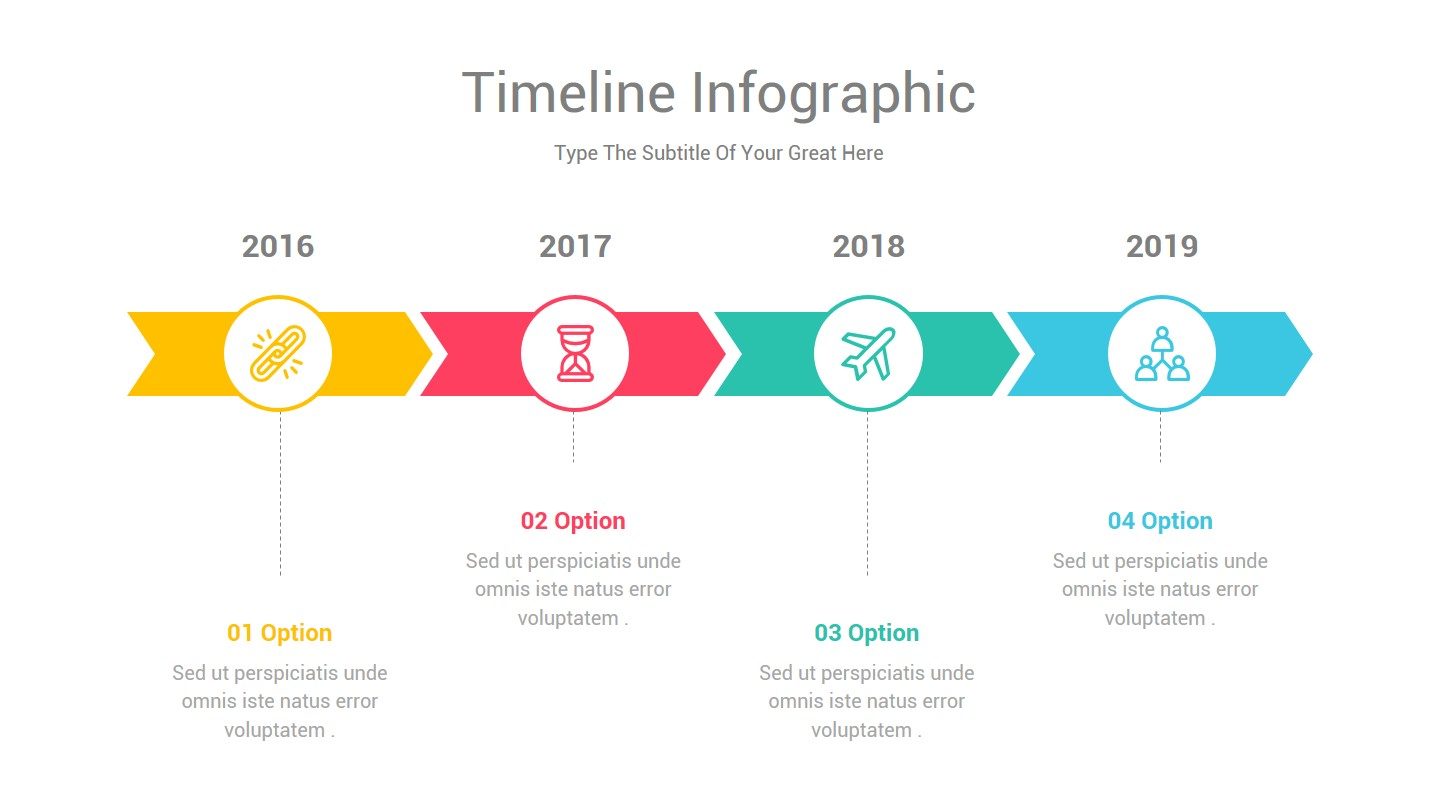 Timeline Infographic
Type The Subtitle Of Your Great Here
2016
2017
2018
2019
01 Option
Sed ut perspiciatis unde
omnis iste natus error
voluptatem .
02 Option
Sed ut perspiciatis unde
omnis iste natus error
voluptatem .
03 Option
Sed ut perspiciatis unde
omnis iste natus error
voluptatem .
04 Option
Sed ut perspiciatis unde
omnis iste natus error
voluptatem .